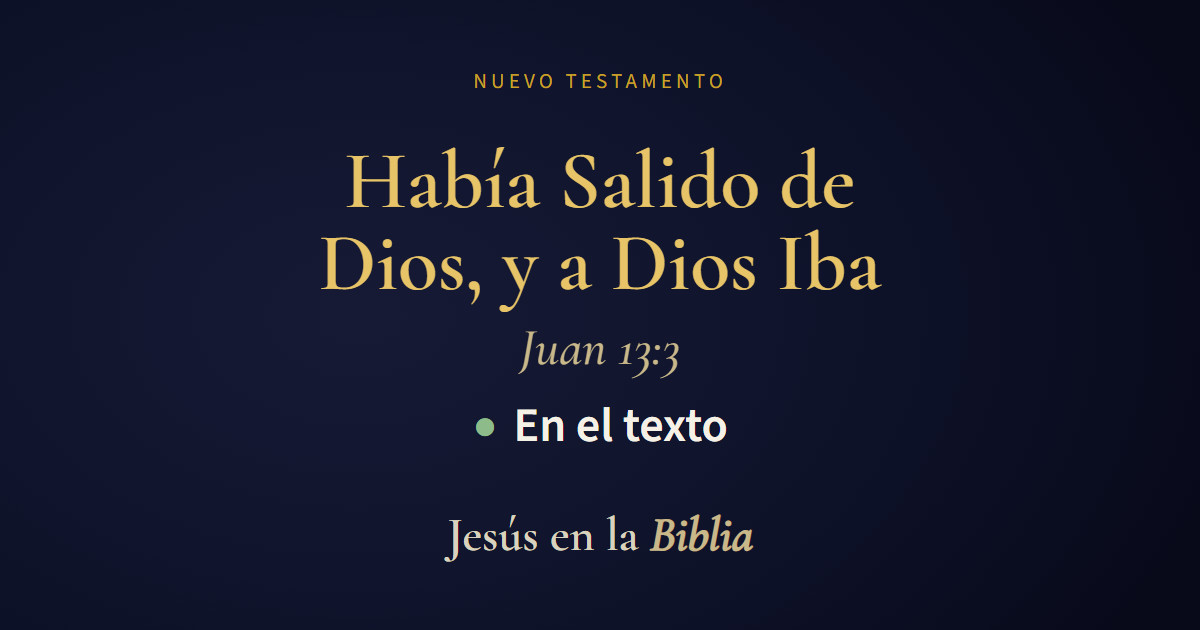 NUEVO TESTAMENTO
Había Salido de
Dios, y a Dios Iba
Juan 13:3
En el texto
Jesús en la Biblia